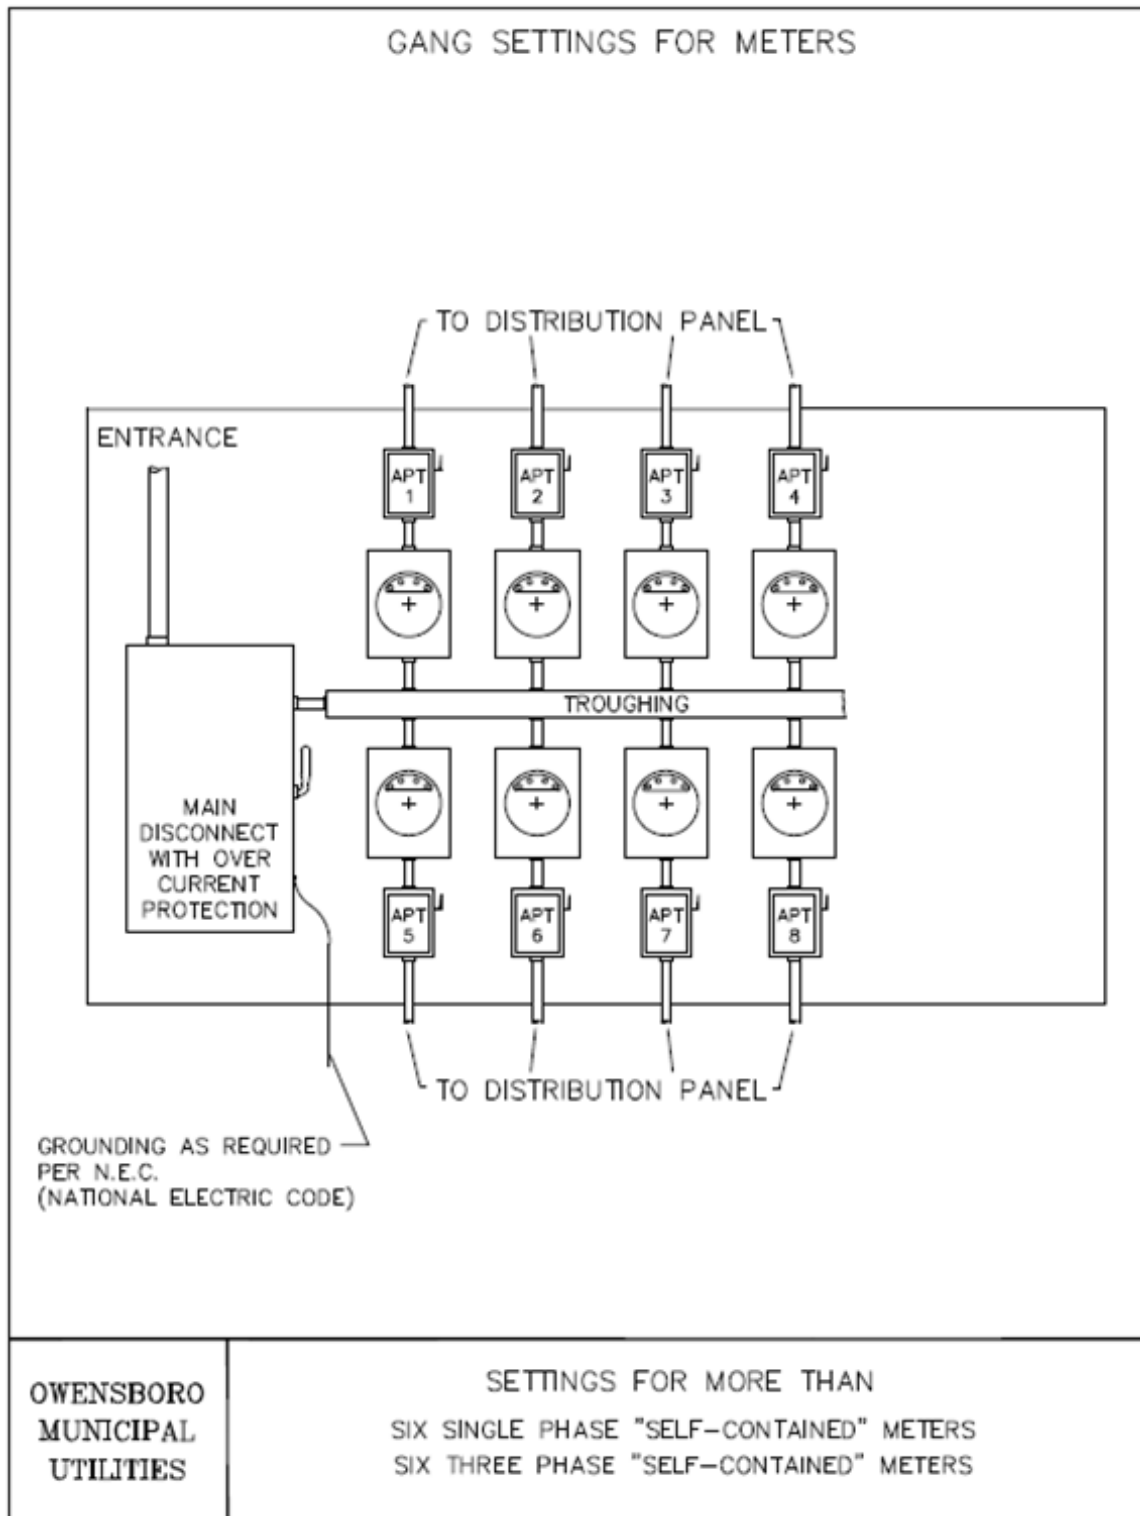 GANG SETTINGS FOR METERS
TO DISTRIBUTION PANEL
ENTRANCE
APT
1
APT
2
APT
3
APT
4
TROUGHING
MAIN
DISCONNECT
WITH OVER
CURRENT
PROTECTION
APT
5
APT
6
APT
7
APT
8
TO DISTRIBUTION PANEL
GROUNDING AS REQUIRED
PER N.E.C.
(NATIONAL ELECTRIC CODE)
OWENSBORO
MUNICIPAL
UTILITIES
SETTINGS FOR MORE THAN
SIX SINGLE PHASE "SELF-CONTAINED" METERS
SIX THREE PHASE "SELF-CONTAINED" METERS